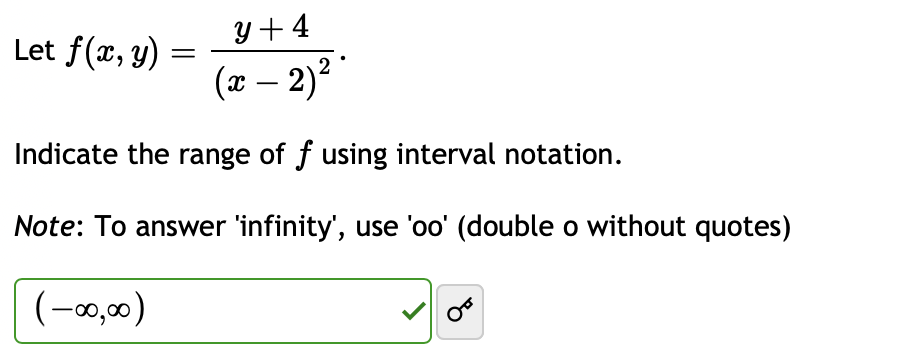 Let f(x, y) = \frac{y + 4}{(x − 2)^2}.
Indicate the range of f using interval notation.
Note: To answer 'infinity', use 'oo' (double o without quotes)
(−∞,∞)